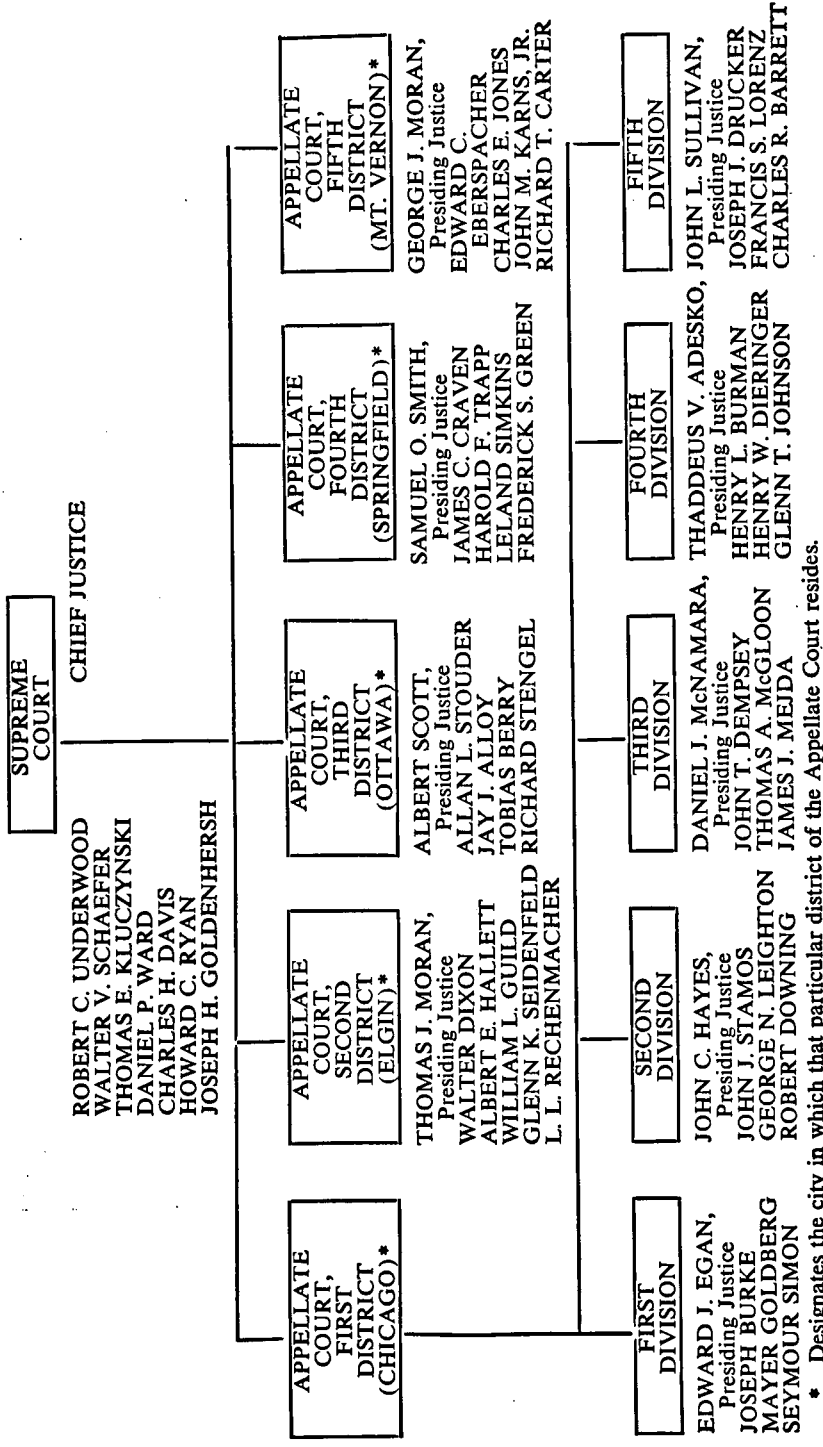 SUPREME
COURT
ROBERT C. UNDERWOOD CHIEF JUSTICE
WALTER V. SCHAEFER
THOMAS E. KLUCZYNSKI
DANIEL P. WARD
CHARLES H. DAVIS
HOWARD C. RYAN
JOSEPH H. GOLDENHERSH
APPELLATE
COURT,
FIRST
DISTRICT
(CHICAGO)*
APPELLATE
COURT,
SECOND
DISTRICT
(ELGIN)*
THOMAS J. MORAN,
Presiding Justice
WALTER DIXON
ALBERT E. HALLETT
WILLIAM L. GUILD
GLENN K. SEIDENFELD
L. L. RECHENMACHER
APPELLATE
COURT,
THIRD
DISTRICT
(OTTAWA)*
ALBERT SCOTT,
Presiding Justice
ALLAN L. STOUDER
JAY J. ALLOY
TOBIAS BERRY
RICHARD STENGEL
APPELLATE
COURT,
FOURTH
DISTRICT
(SPRINGFIELD)*
SAMUEL O. SMITH,
Presiding Justice
JAMES C. CRAVEN
HAROLD F. TRAPP
LELAND SIMKINS
FREDERICK S. GREEN
APPELLATE
COURT,
FIFTH
DISTRICT
(MT. VERNON)*
GEORGE J. MORAN,
Presiding Justice
EDWARD C.
EBERSPACHER
CHARLES E. JONES
JOHN M. KARNS, JR.
RICHARD T. CARTER
FIRST
DIVISION
EDWARD J. EGAN,
Presiding Justice
JOSEPH BURKE
MAYER GOLDBERG
SEYMOUR SIMON
SECOND
DIVISION
JOHN C. HAYES,
Presiding Justice
JOHN J. STAMOS
GEORGE N. LEIGHTON
ROBERT DOWNING
THIRD
DIVISION
DANIEL J. McNAMARA,
Presiding Justice
JOHN T. DEMPSEY
THOMAS A. McGLOON
JAMES J. MEJDA
FOURTH
DIVISION
THADDEUS V. ADESKO,
Presiding Justice
HENRY L. BURMAN
HENRY W. DIERINGER
GLENN T. JOHNSON
FIFTH
DIVISION
JOHN L. SULLIVAN,
Presiding Justice
JOSEPH J. DRUCKER
FRANCIS S. LORENZ
CHARLES R. BARRETT
* Designates the city in which that particular district of the Appellate Court resides.